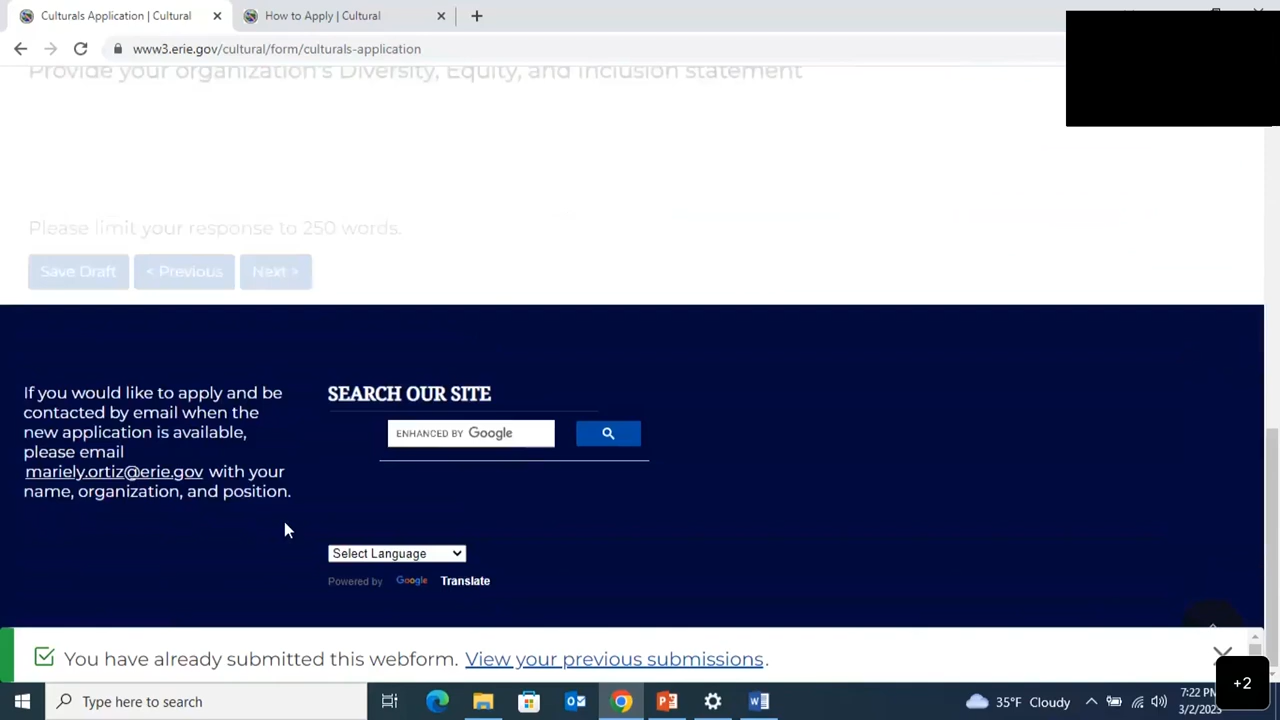 Culturals Application | Cultural
How to Apply | Cultural
www3.erie.gov/cultural/form/culturals-application
Provide your organization's Diversity, Equity, and Inclusion statement
Please limit your response to 250 words.
Save Draft
< Previous
Next >
If you would like to apply and be
contacted by email when the
new application is available,
please email
mariely.ortiz@erie.gov with your
name, organization, and position.
SEARCH OUR SITE
ENHANCED BY Google
Select Language
Powered by Google Translate
You have already submitted this webform. View your previous submissions.
Type here to search
35°F Cloudy
7:22 PM
+2